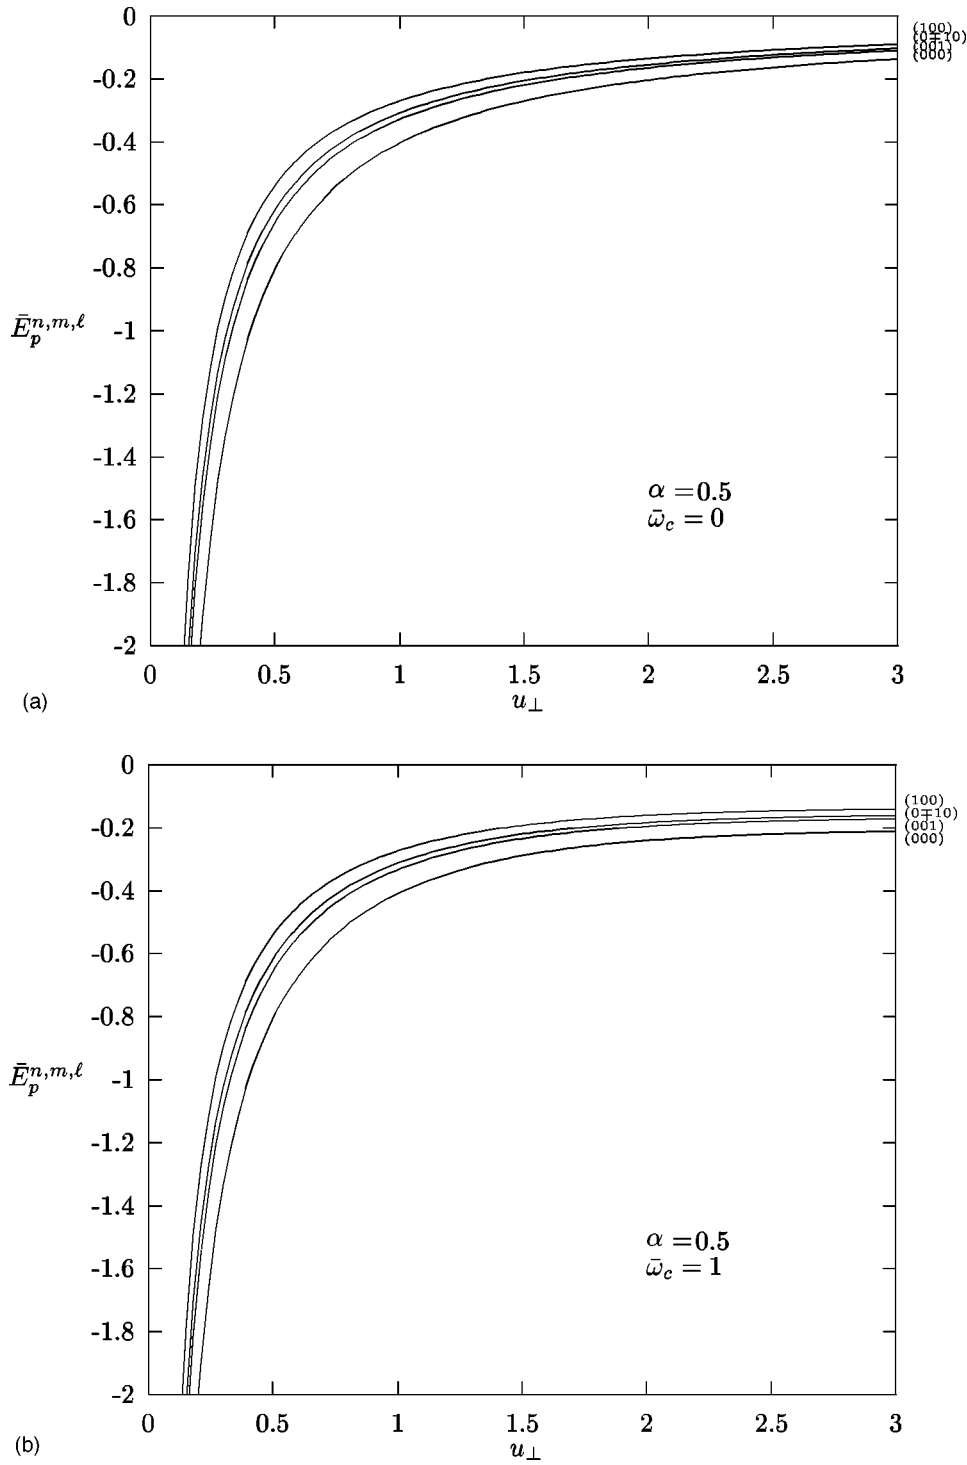 0
-0.2
-0.4
-0.6
-0.8
-1
-1.2
-1.4
-1.6
-1.8
-2
Ē_p^{n,m,ℓ}
(100)
(0∓10)
(001)
(000)
α = 0.5
ω̄_c = 0
0 0.5 1 1.5 2 2.5 3
u_⊥
(a)
0
-0.2
-0.4
-0.6
-0.8
-1
-1.2
-1.4
-1.6
-1.8
-2
Ē_p^{n,m,ℓ}
(100)
(0∓10)
(001)
(000)
α = 0.5
ω̄_c = 1
0 0.5 1 1.5 2 2.5 3
u_⊥
(b)